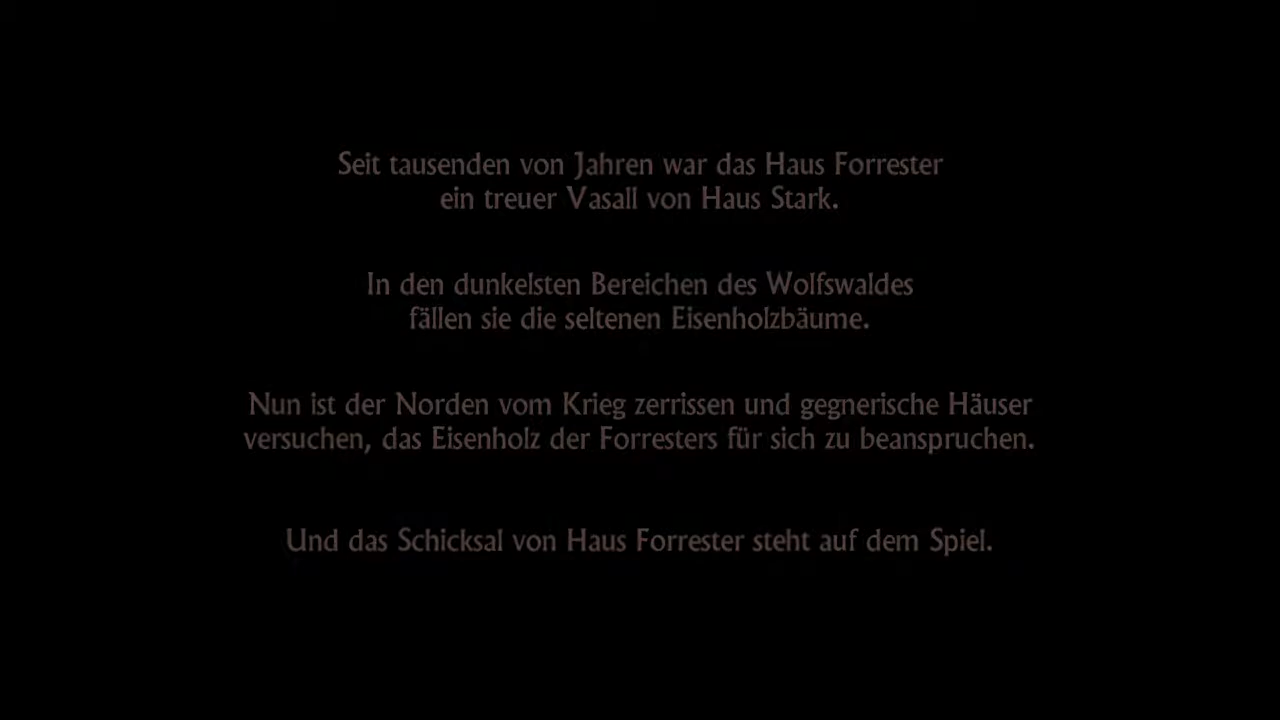 Seit tausenden von Jahren war das Haus Forrester
ein treuer Vasall von Haus Stark.
In den dunkelsten Bereichen des Wolfswaldes
fällen sie die seltenen Eisenholzbäume.
Nun ist der Norden vom Krieg zerrissen und gegnerische Häuser
versuchen, das Eisenholz der Forresters für sich zu beanspruchen.
Und das Schicksal von Haus Forrester steht auf dem Spiel.